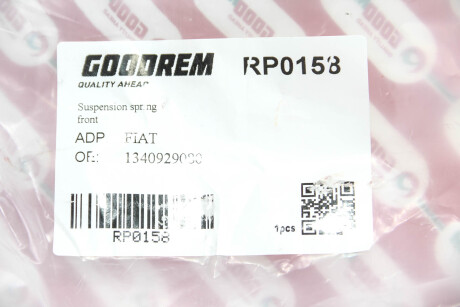 GOODREM RP0158
QUALITY AHEAD
Suspension spring
front
ADP FIAT
OE: 1340929080
1pcs
RP0158